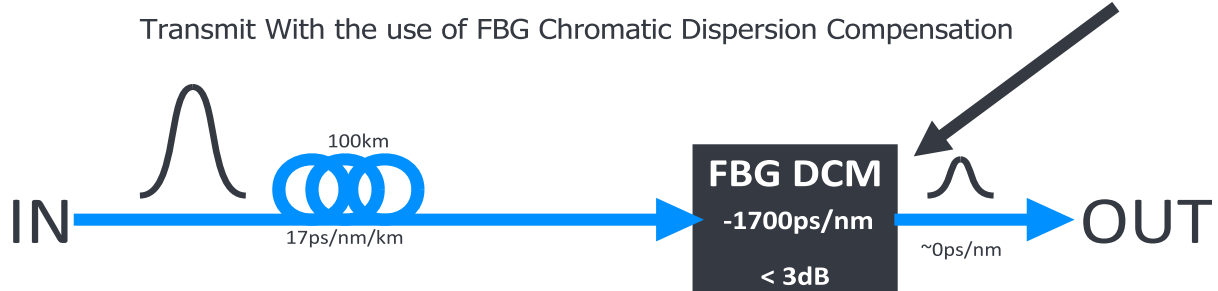 Transmit With the use of FBG Chromatic Dispersion Compensation
100km
17ps/nm/km
IN
FBG DCM
-1700ps/nm
< 3dB
~0ps/nm
OUT